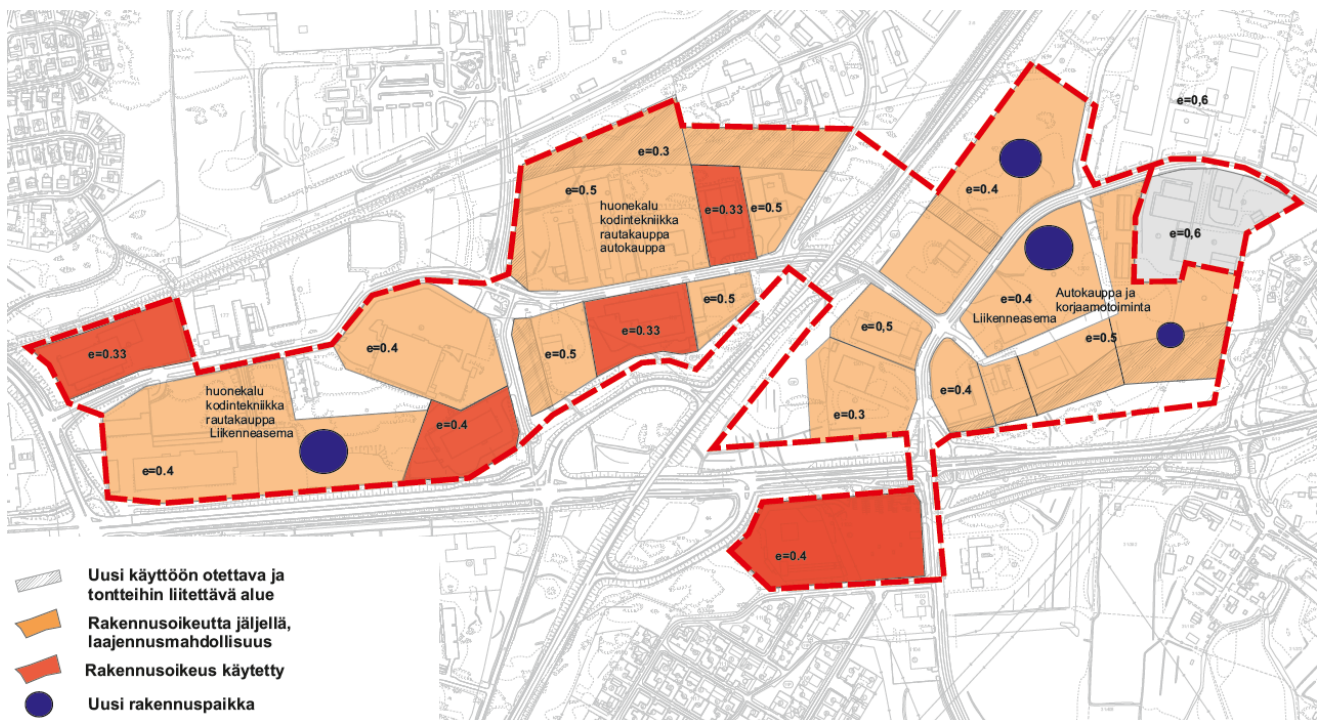 e=0,6
e=0.3
e=0.5
huonekalu
kodintekniikka
rautakauppa
autokauppa
e=0.33
e=0.5
e=0.4
e=0,6
e=0.4
Liikenneasema
Autokauppa ja
korjaamotoiminta
e=0.5
e=0,5
e=0.4
e=0.3
e=0.5
e=0.33
e=0.5
e=0.4
e=0.33
huonekalu
kodintekniikka
rautakauppa
Liikenneasema
e=0.4
e=0.4
e=0.4
Uusi käyttöön otettava ja
tontteihin liitettävä alue
Rakennusoikeutta jäljellä,
laajennusmahdollisuus
Rakennusoikeus käytetty
Uusi rakennuspaikka